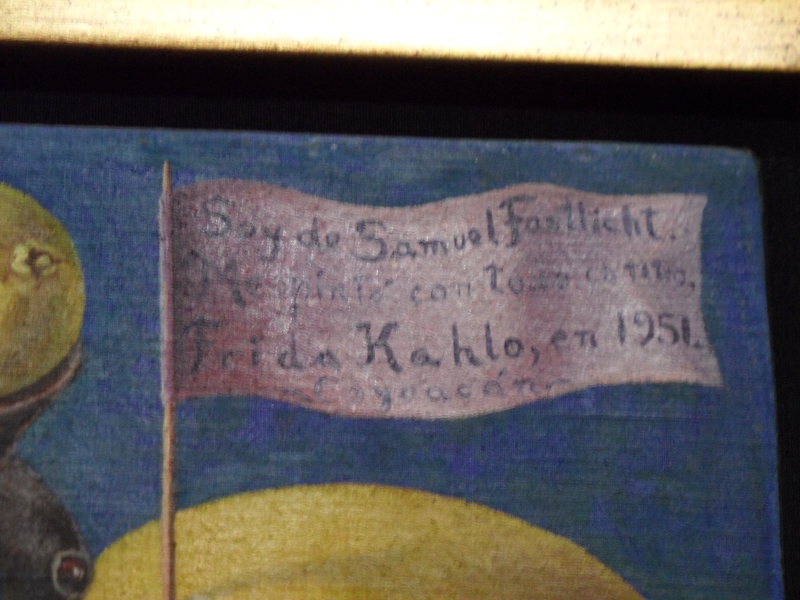 Soy de Samuel Fastlicht.
Me pintó con todo cariño,
Frida Kahlo, en 1951.
Coyoacán